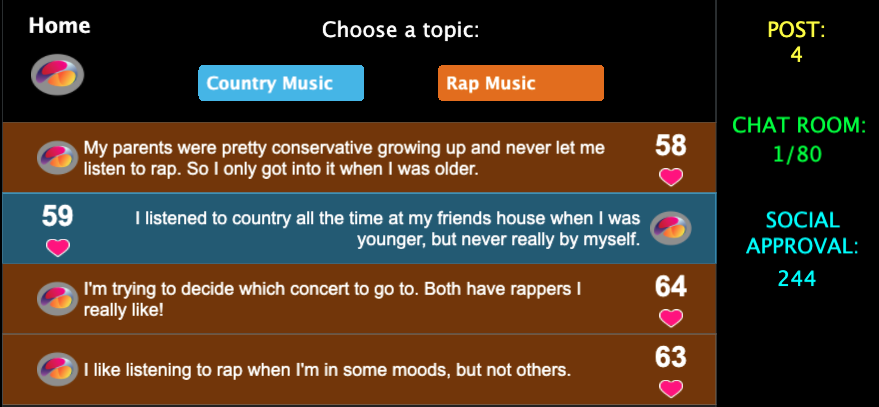 Home
Choose a topic:
POST:
4
Country Music
Rap Music
CHAT ROOM:
1/80
My parents were pretty conservative growing up and never let me
listen to rap. So I only got into it when I was older.
58
59
I listened to country all the time at my friends house when I was
younger, but never really by myself.
SOCIAL
APPROVAL:
244
I'm trying to decide which concert to go to. Both have rappers I
really like!
64
I like listening to rap when I'm in some moods, but not others.
63